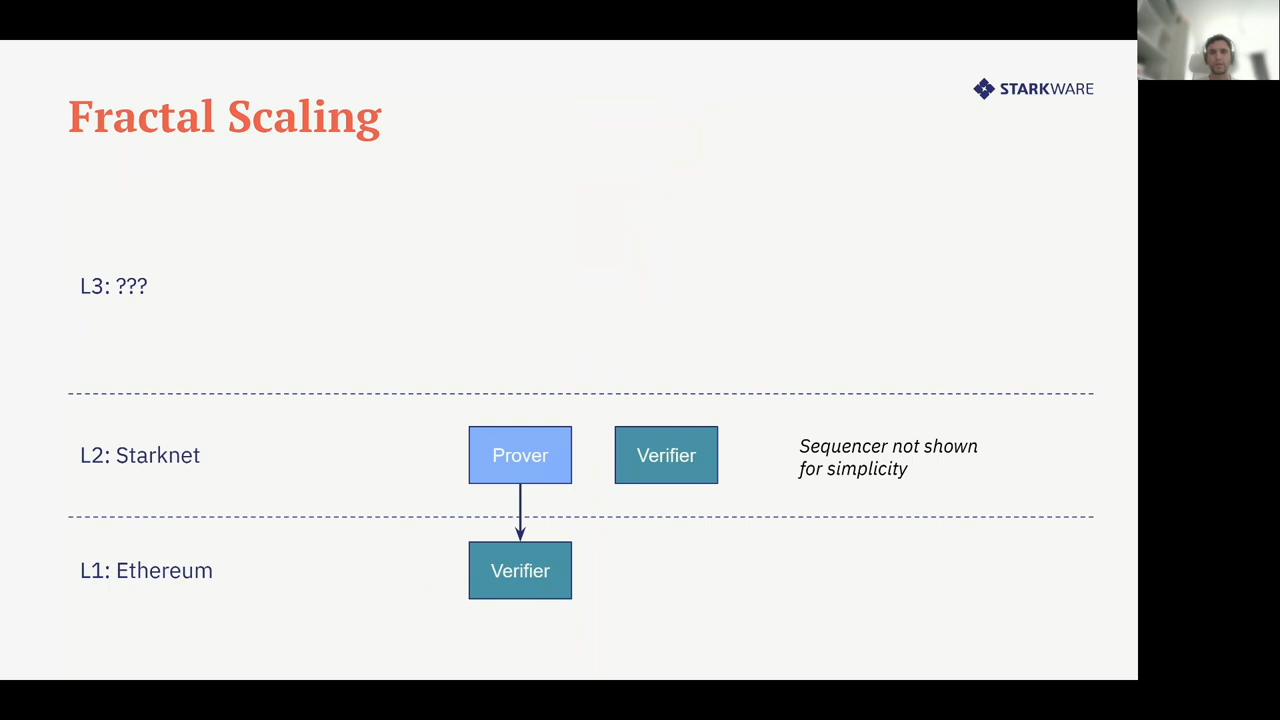 STARKWARE
Fractal Scaling
L3: ???
L2: Starknet
Prover
Verifier
Sequencer not shown
for simplicity
L1: Ethereum
Verifier